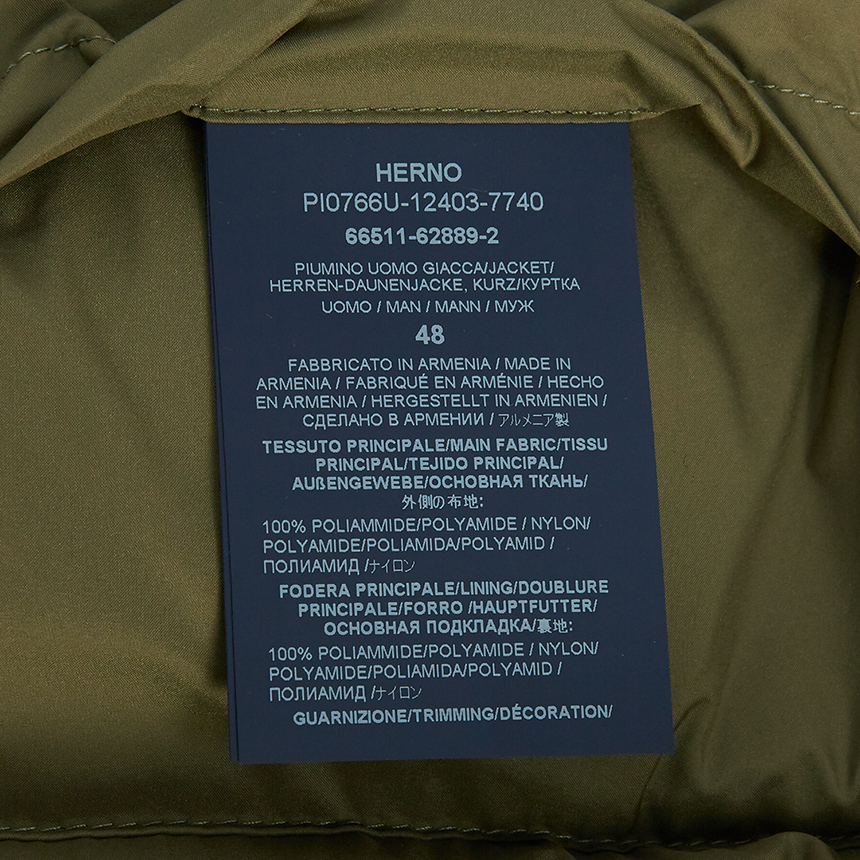 HERNO
PI0766U-12403-7740
66511-62889-2
PIUMINO UOMO GIACCA/JACKET/
HERREN-DAUNENJACKE, KURZ/КУРТКА
UOMO / MAN / MANN / МУЖ
48
FABBRICATO IN ARMENIA / MADE IN
ARMENIA / FABRIQUÉ EN ARMÉNIE / HECHO
EN ARMENIA / HERGESTELLT IN ARMENIEN /
СДЕЛАНО В АРМЕНИИ / アルメニア製
TESSUTO PRINCIPALE/MAIN FABRIC/TISSU
PRINCIPAL/TEJIDO PRINCIPAL/
AUßENGEWEBE/ОСНОВНАЯ ТКАНЬ/
外側の布地:
100% POLIAMMIDE/POLYAMIDE / NYLON/
POLYAMIDE/POLIAMIDA/POLYAMID /
ПОЛИАМИД /ナイロン
FODERA PRINCIPALE/LINING/DOUBLURE
PRINCIPALE/FORRO /HAUPTFUTTER/
ОСНОВНАЯ ПОДКЛАДКА/裏地:
100% POLIAMMIDE/POLYAMIDE / NYLON/
POLYAMIDE/POLIAMIDA/POLYAMID /
ПОЛИАМИД /ナイロン
GUARNIZIONE/TRIMMING/DÉCORATION/